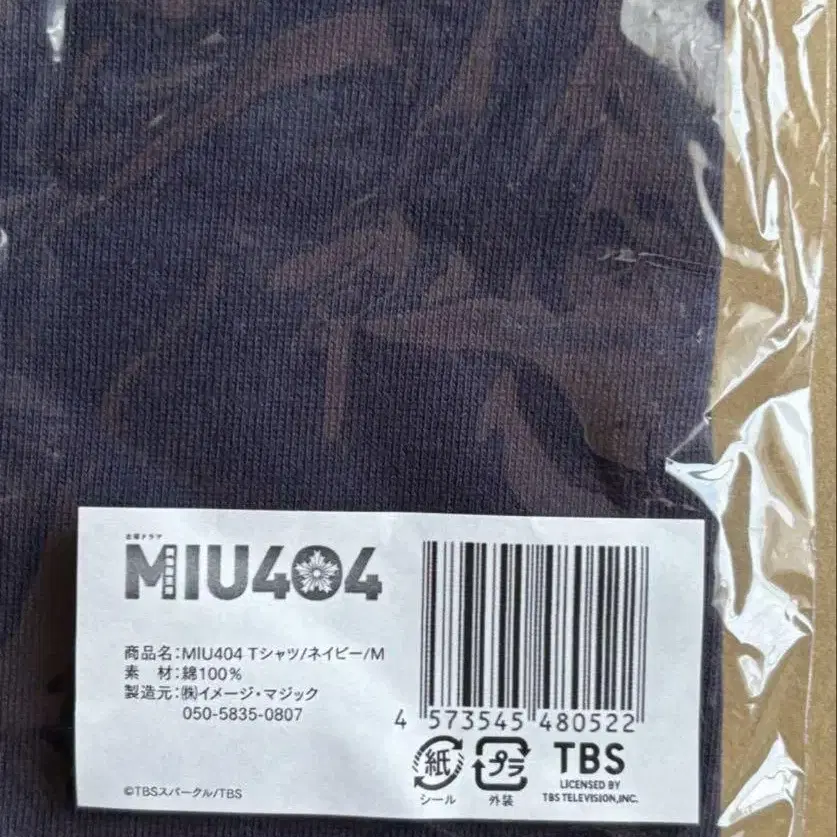 金曜ドラマ
MIU404
商品名:MIU404 Tシャツ/ネイビー/M
素 材:綿100%
製造元:㈱イメージ・マジック
050-5835-0807
©TBSスパークル/TBS
4 573545 480522
紙
シール
プラ
外装
TBS
LICENSED BY
TBS TELEVISION,INC.